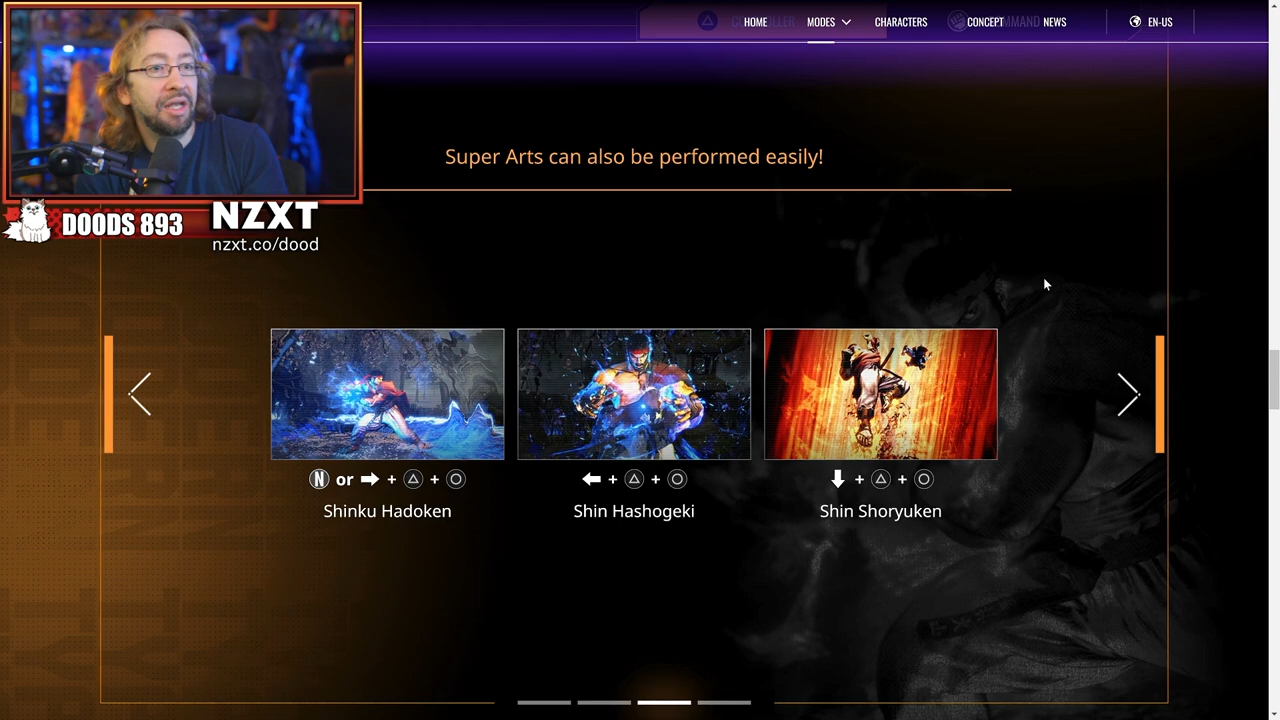 HOME
MODES
CHARACTERS
CONCEPT
NEWS
EN-US
Super Arts can also be performed easily!
DOODS 893
NZXT
nzxt.co/dood
N or + +
+ +
+ +
Shinku Hadoken
Shin Hashogeki
Shin Shoryuken